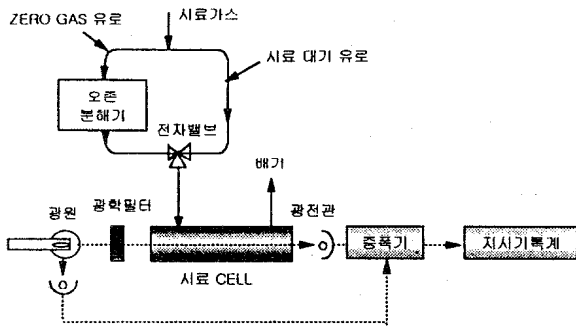 ZERO GAS 유로
시료가스
시료 대기 유로
오존
분해기
전자밸브
배기
광원
광학필터
광전관
증폭기
지시기록계
시료 CELL